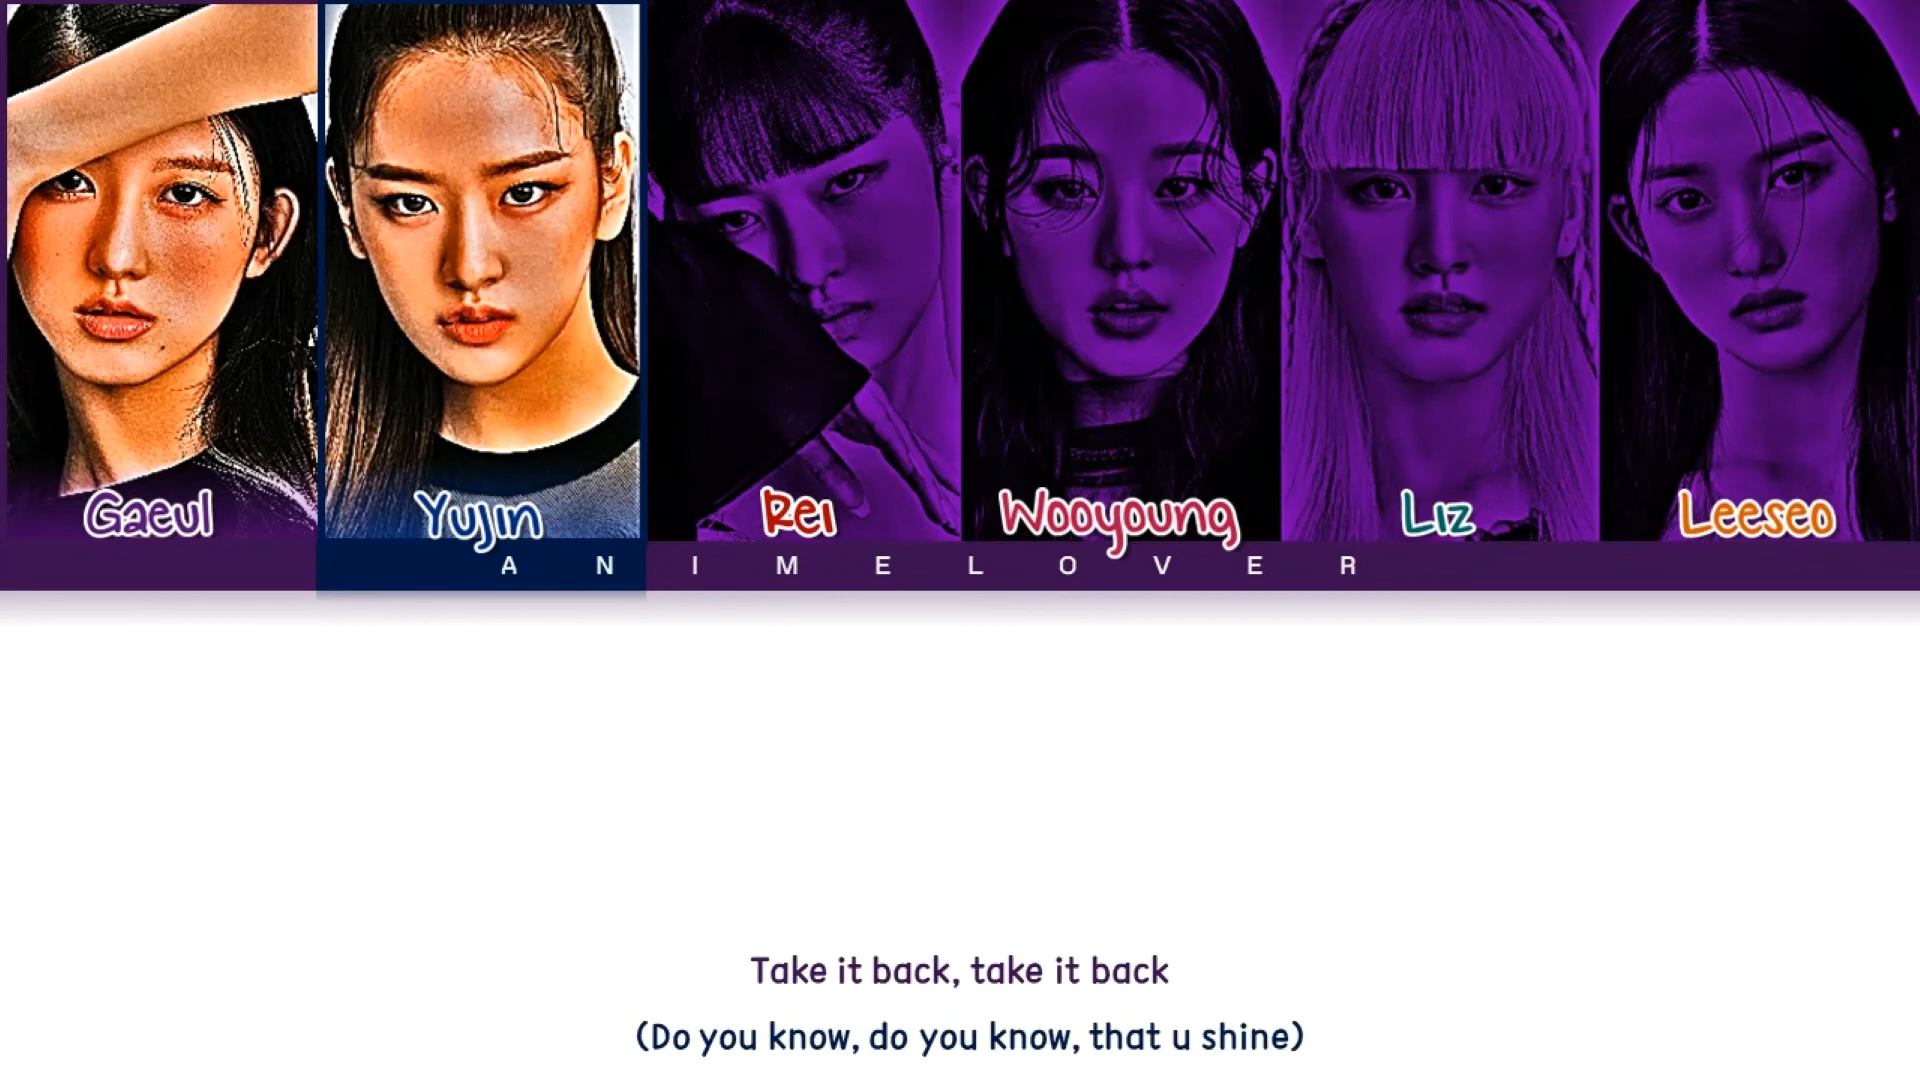 Gaeul Yujin Rei Wooyoung Liz Leeseo
A N I M E L O V E R
Take it back, take it back
(Do you know, do you know, that u shine)